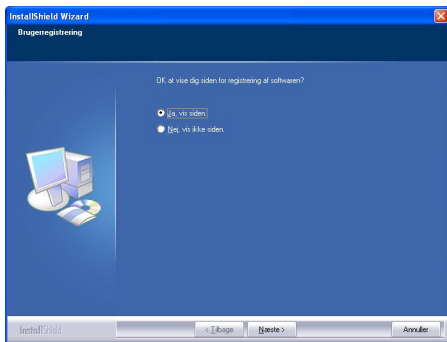 InstallShield Wizard
Brugerregistrering
OK at vise dig siden for registrering af softwaren?
Ja, vis siden.
Nej, vis ikke siden.
InstallShield
< Tilbage
Næste >
Annuller